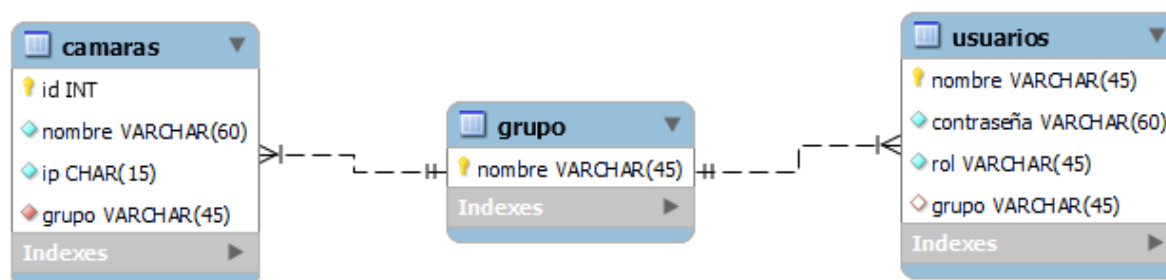 camaras
id INT
nombre VARCHAR(60)
ip CHAR(15)
grupo VARCHAR(45)
Indexes
grupo
nombre VARCHAR(45)
Indexes
usuarios
nombre VARCHAR(45)
contraseña VARCHAR(60)
rol VARCHAR(45)
grupo VARCHAR(45)
Indexes